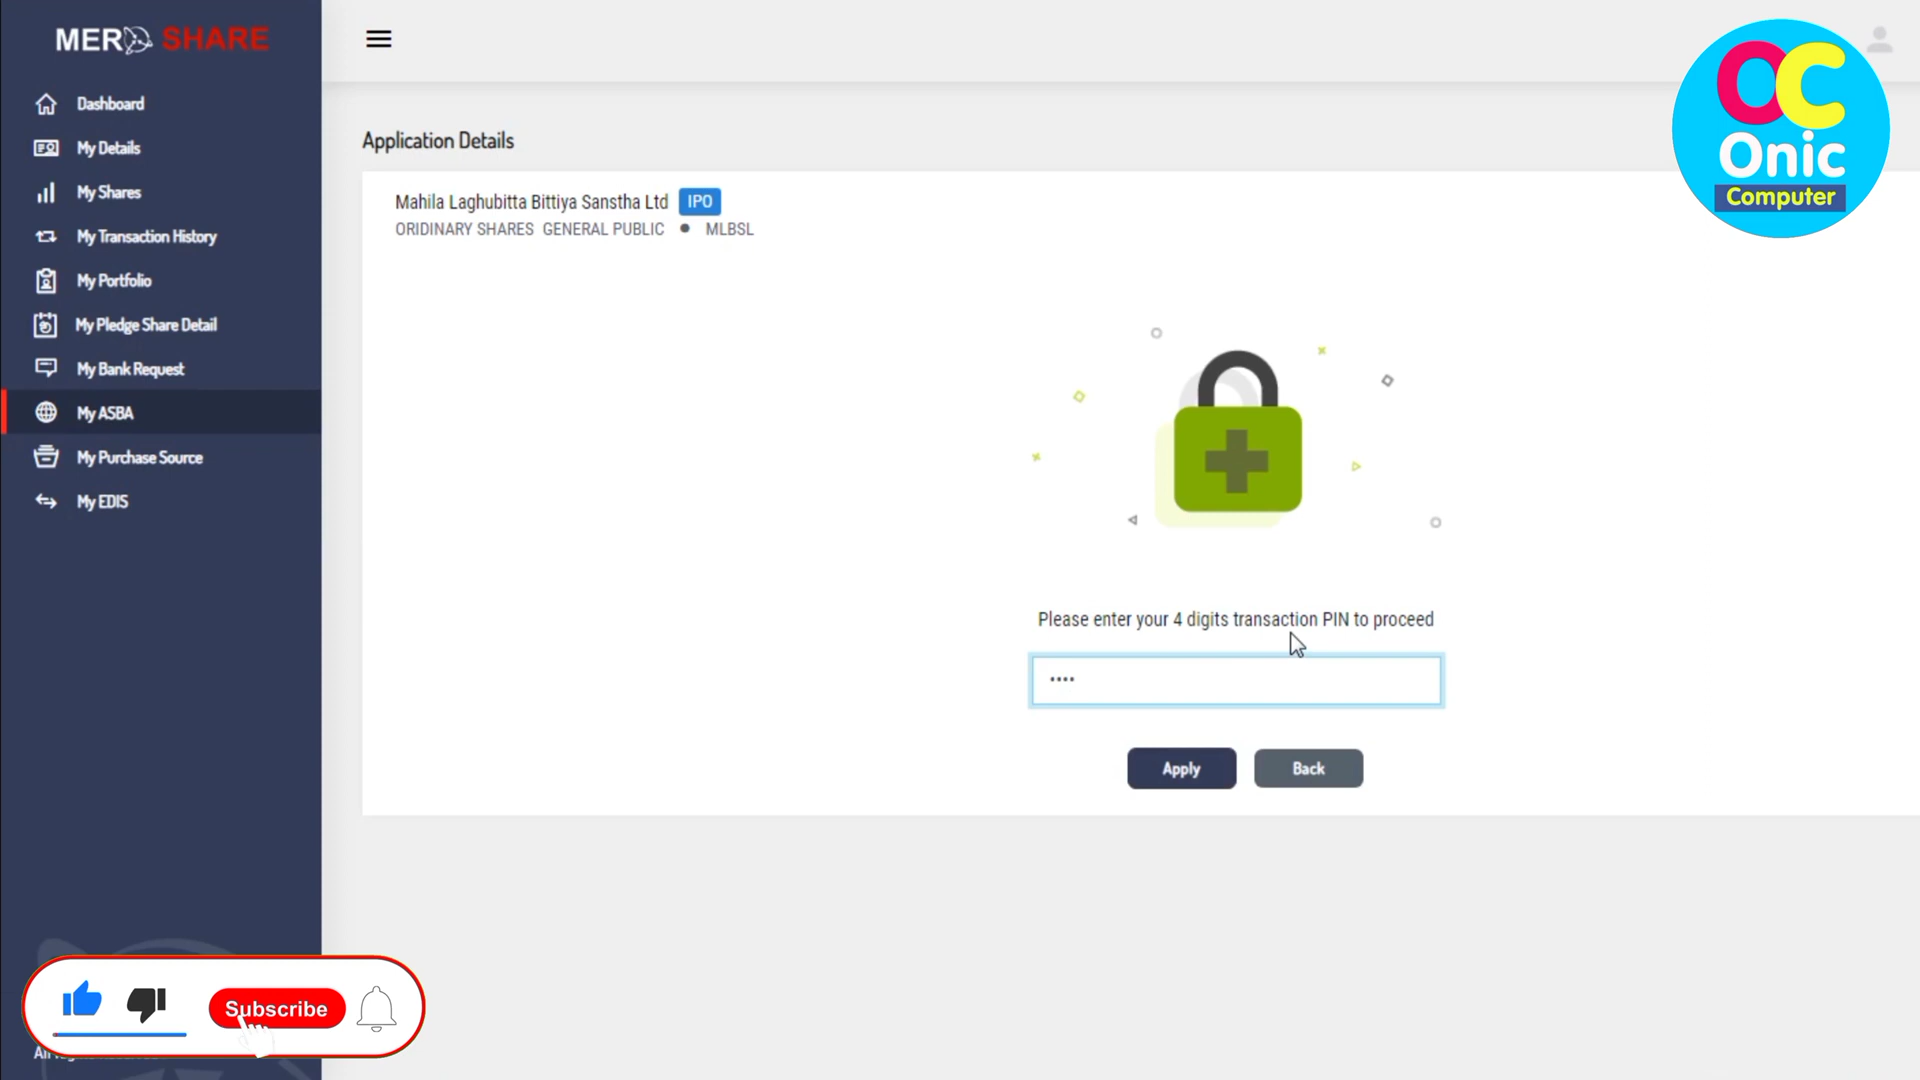 MERO SHARE
Dashboard
My Details
My Shares
My Transaction History
My Portfolio
My Pledge Share Detail
My Bank Request
My ASBA
My Purchase Source
My EDIS
Application Details
Mahila Laghubitta Bittiya Sanstha Ltd IPO
ORIDINARY SHARES GENERAL PUBLIC • MLBSL
Please enter your 4 digits transaction PIN to proceed
••••
Apply Back
OC
Onic
Computer
Subscribe